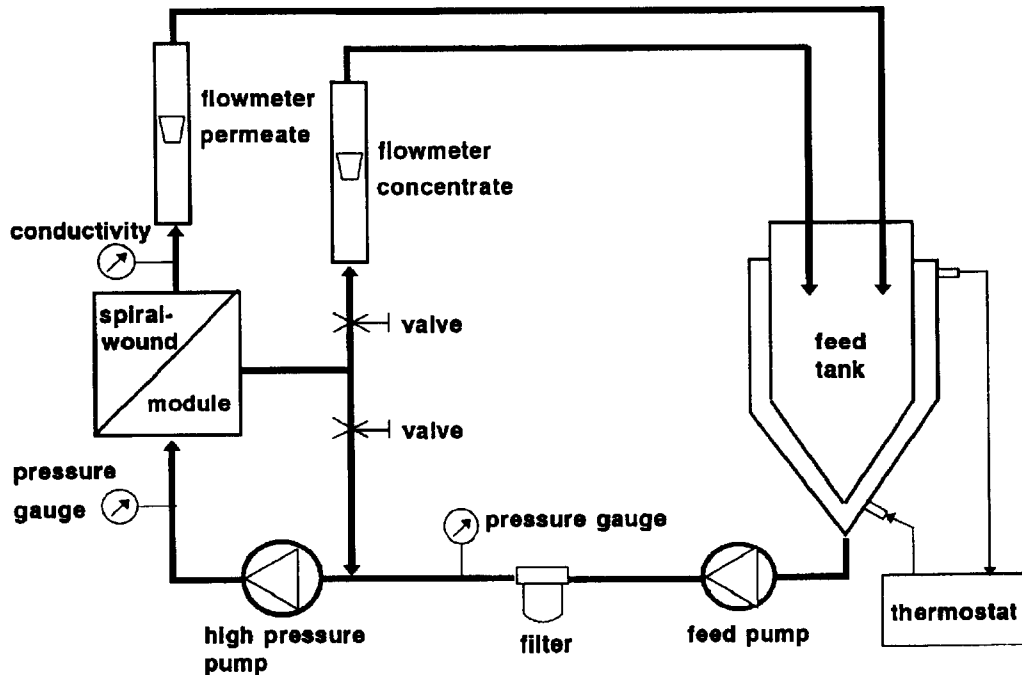 flowmeter
permeate
flowmeter
concentrate
conductivity
spiral-
wound
module
valve
valve
feed
tank
pressure
gauge
pressure gauge
high pressure
pump
filter
feed pump
thermostat